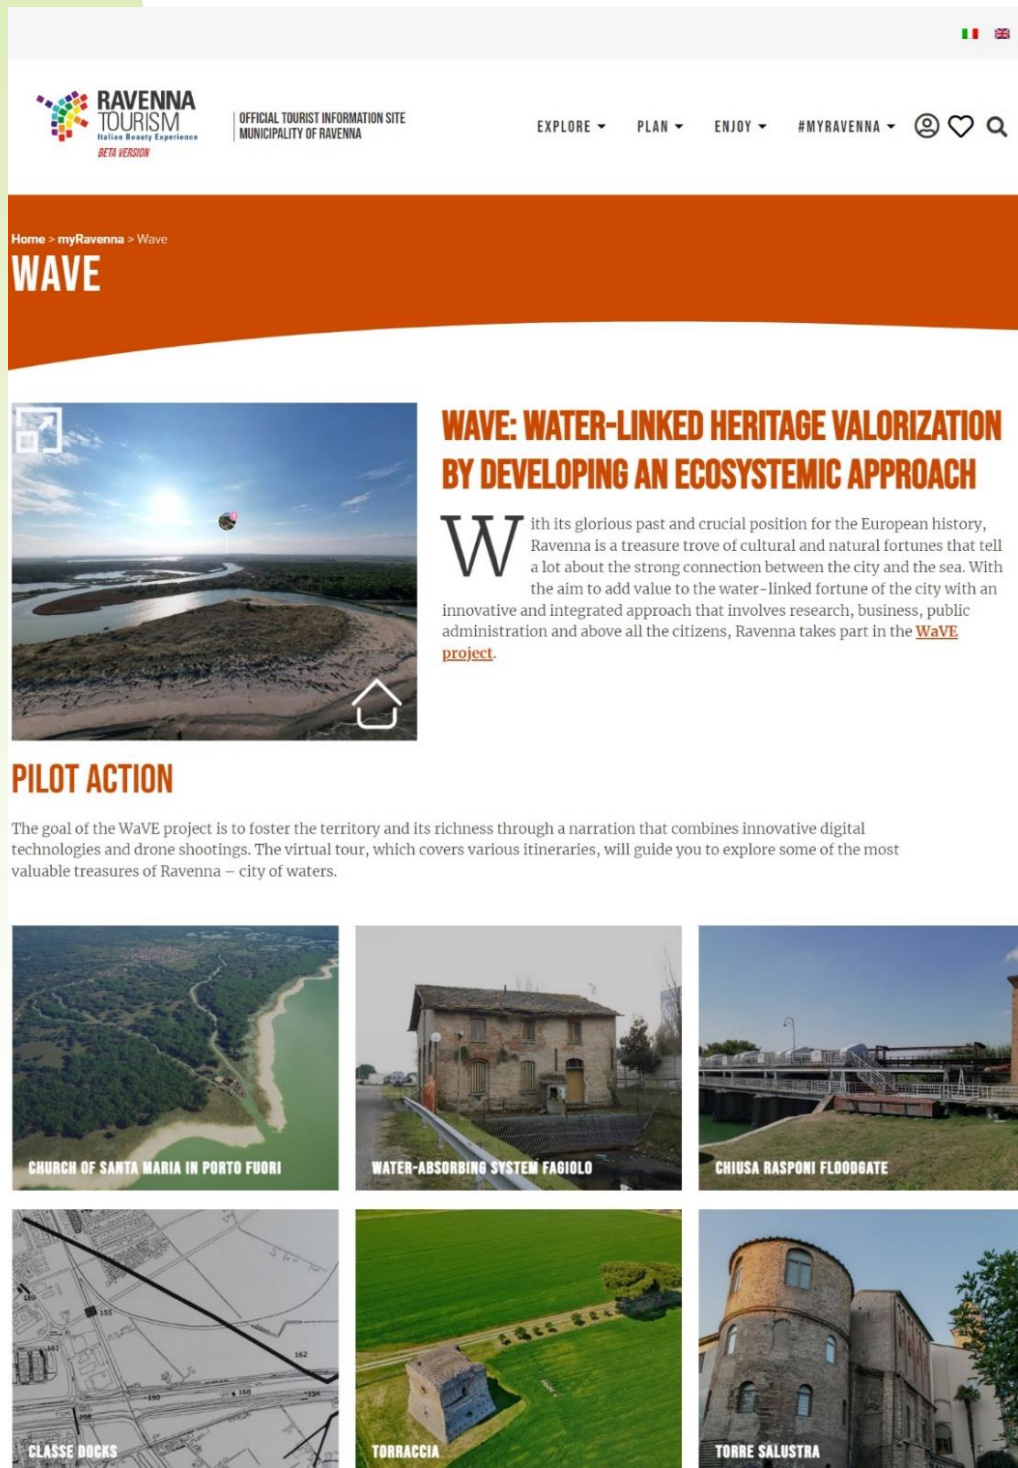 RAVENNA
TOURISM
Italian Beauty Experience
BETA VERSION
OFFICIAL TOURIST INFORMATION SITE
MUNICIPALITY OF RAVENNA
EXPLORE PLAN ENJOY #MYRAVENNA
Home > myRavenna > Wave
WAVE
WAVE: WATER-LINKED HERITAGE VALORIZATION
BY DEVELOPING AN ECOSYSTEMIC APPROACH
With its glorious past and crucial position for the European history,
Ravenna is a treasure trove of cultural and natural fortunes that tell
a lot about the strong connection between the city and the sea. With
the aim to add value to the water-linked fortune of the city with an
innovative and integrated approach that involves research, business, public
administration and above all the citizens, Ravenna takes part in the WaVE
project.
PILOT ACTION
The goal of the WaVE project is to foster the territory and its richness through a narration that combines innovative digital
technologies and drone shootings. The virtual tour, which covers various itineraries, will guide you to explore some of the most
valuable treasures of Ravenna – city of waters.
CHURCH OF SANTA MARIA IN PORTO FUORI
WATER-ABSORBING SYSTEM FAGIOLO
CHIUSA RASPONI FLOODGATE
155
161
162
150
160
CLASSE DOCKS
TORRACCIA
TORRE SALUSTRA